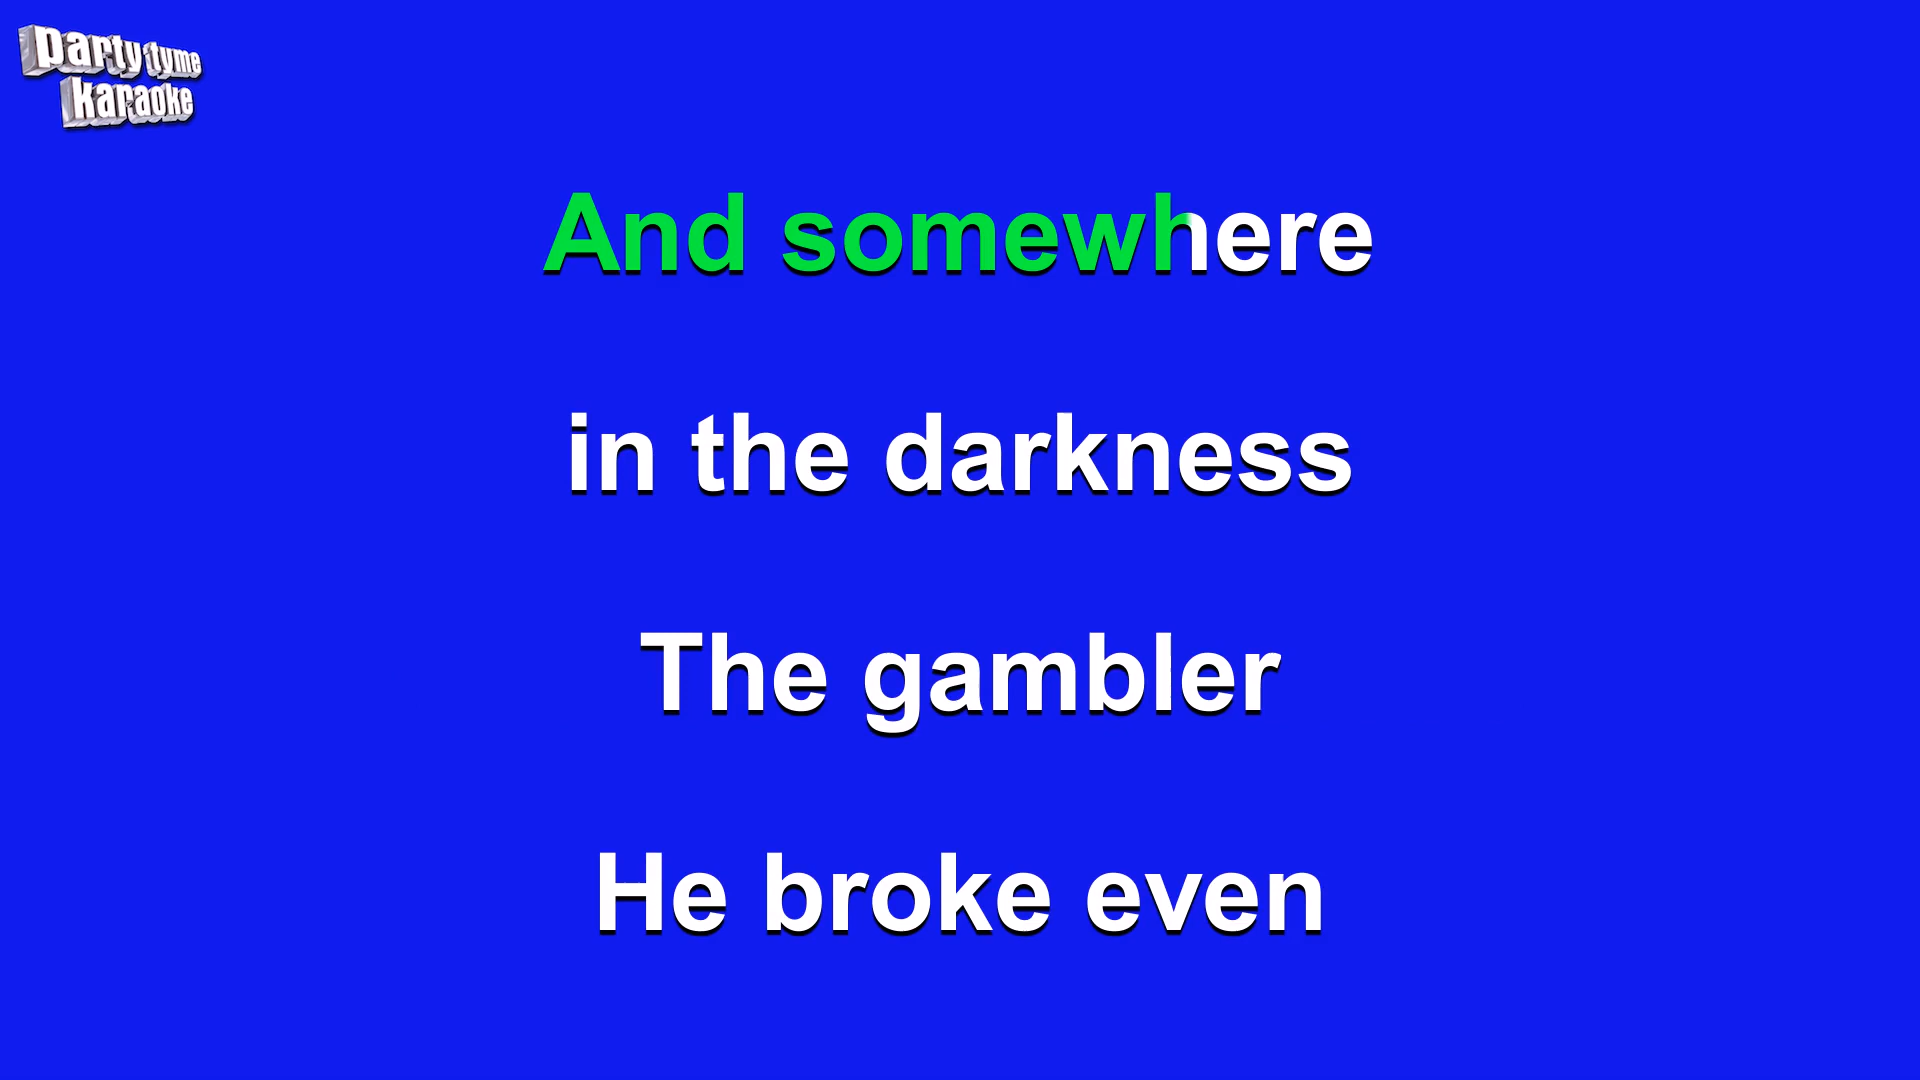 party tyme
karaoke
And somewhere
in the darkness
The gambler
He broke even